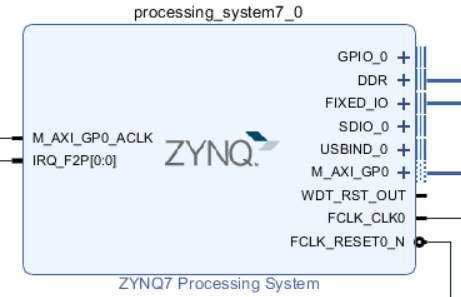 processing_system7_0
GPIO_0
DDR
FIXED_IO
SDIO_0
USBIND_0
M_AXI_GP0
WDT_RST_OUT
FCLK_CLK0
FCLK_RESET0_N
M_AXI_GP0_ACLK
IRQ_F2P[0:0]
ZYNQ
ZYNQ7 Processing System